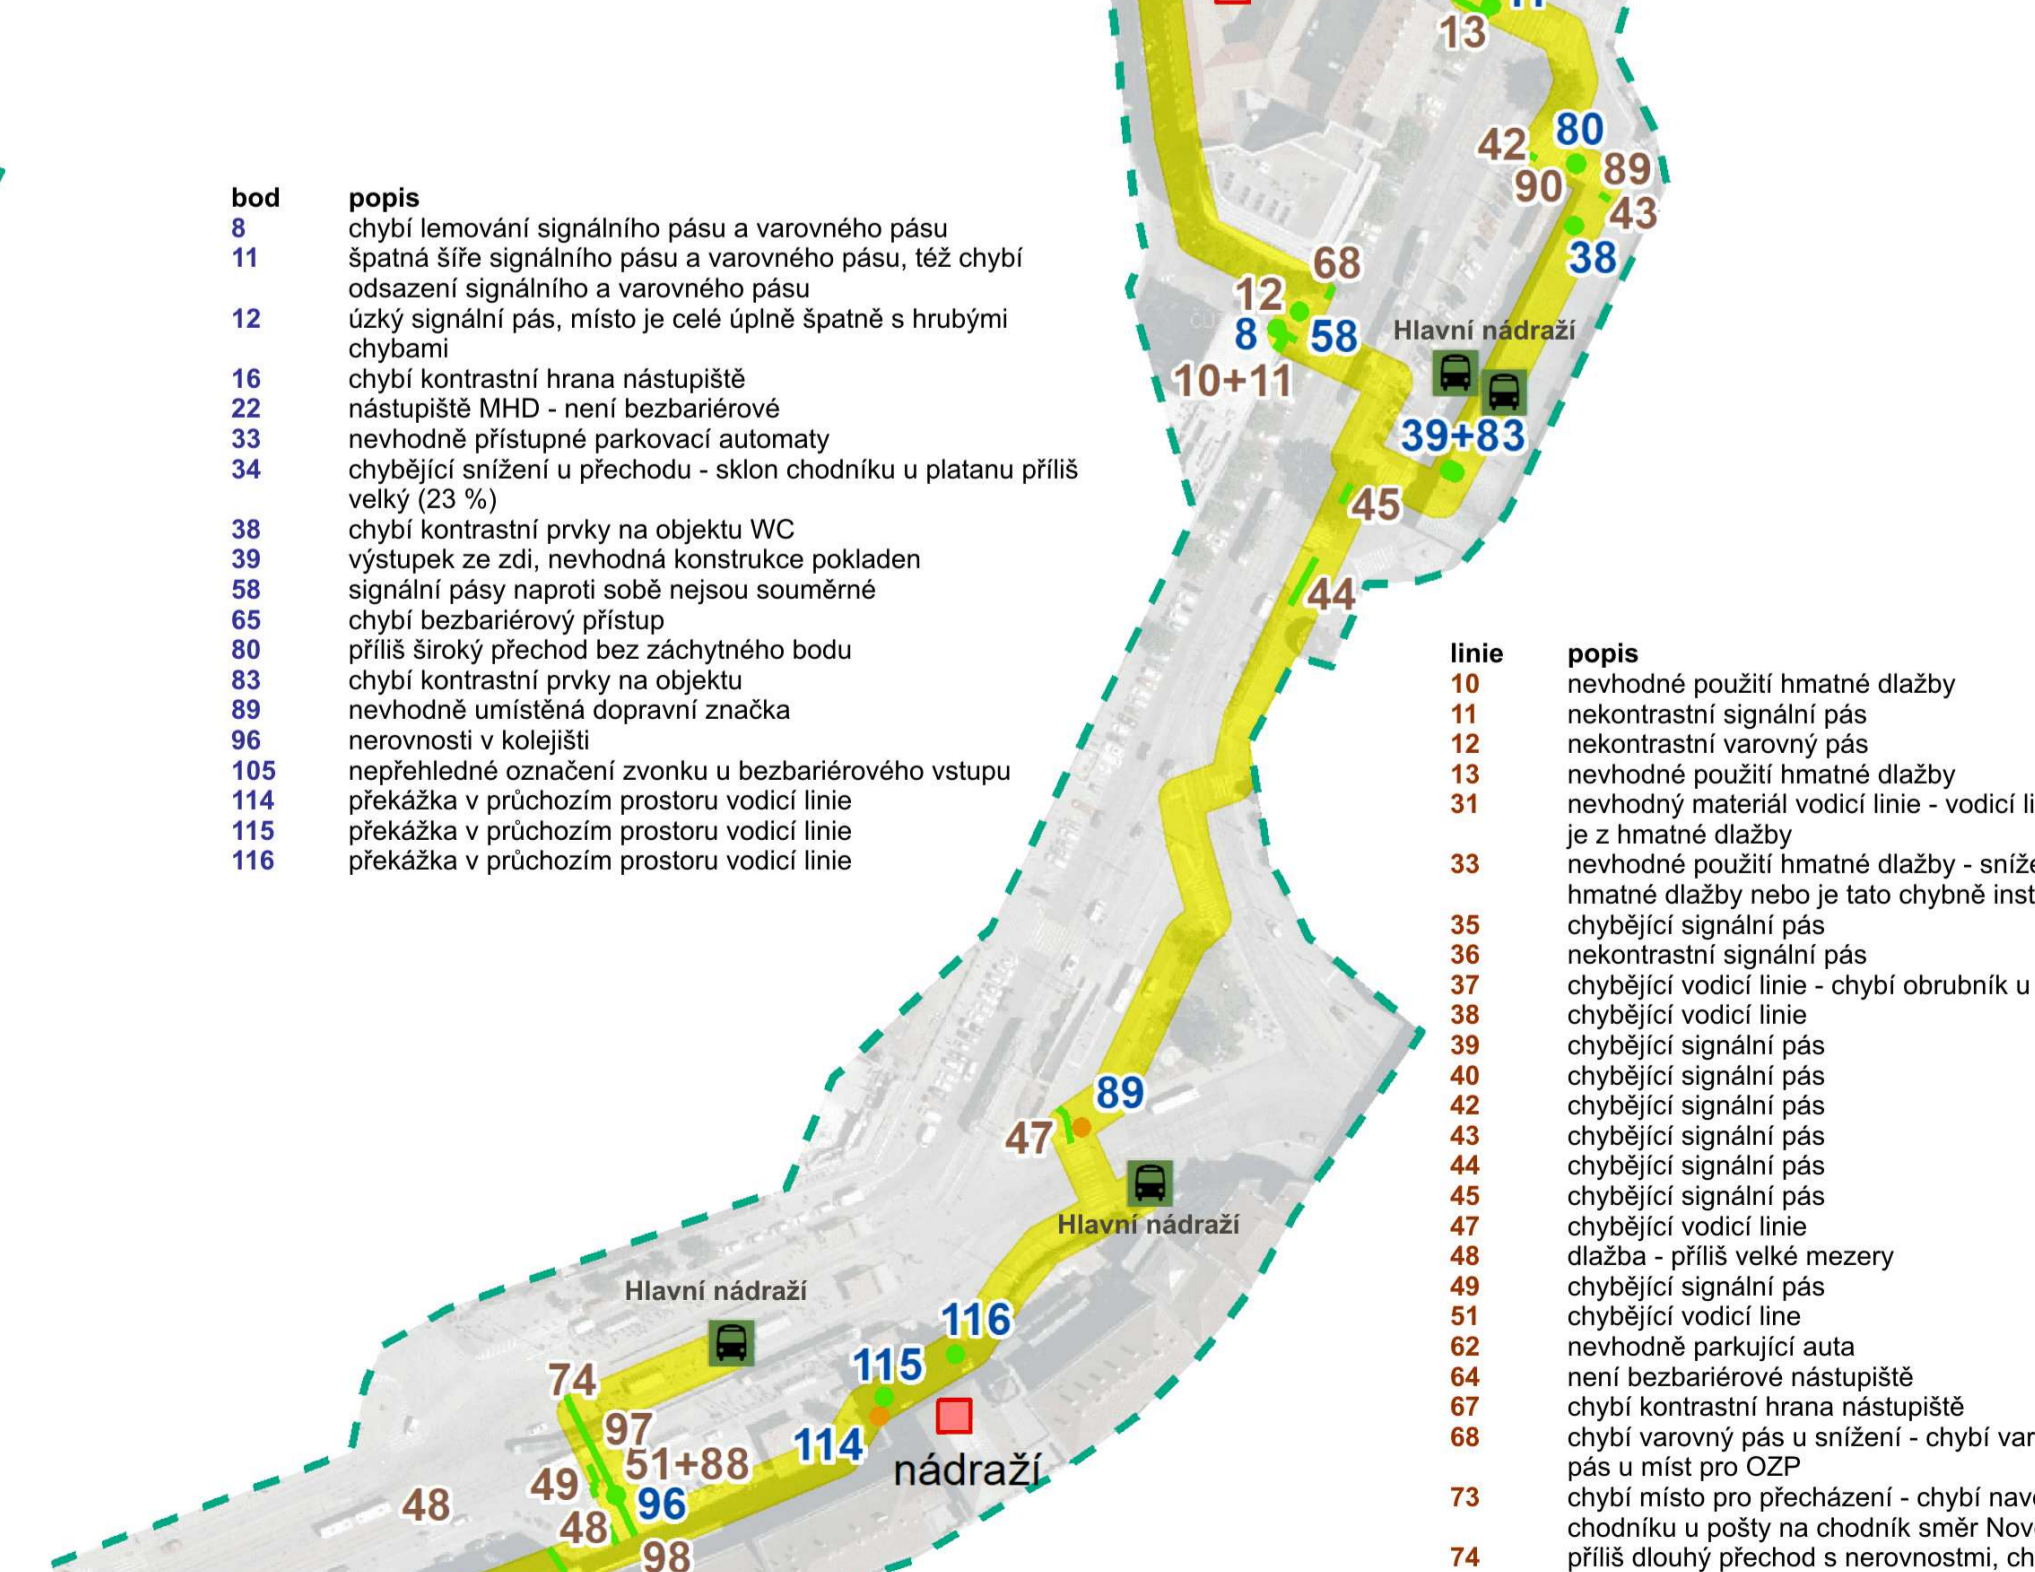 11
13
80
42
89
90
43
38
68
12
8
58
10+11
Hlavní nádraží
39+83
45
44
bod popis
8 chybí lemování signálního pásu a varovného pásu
11 špatná šíře signálního pásu a varovného pásu, též chybí
odsazení signálního a varovného pásu
12 úzký signální pás, místo je celé úplně špatně s hrubými
chybami
16 chybí kontrastní hrana nástupiště
22 nástupiště MHD - není bezbariérové
33 nevhodně přístupné parkovací automaty
34 chybějící snížení u přechodu - sklon chodníku u platanu příliš
velký (23 %)
38 chybí kontrastní prvky na objektu WC
39 výstupek ze zdi, nevhodná konstrukce pokladen
58 signální pásy naproti sobě nejsou souměrné
65 chybí bezbariérový přístup
80 příliš široký přechod bez záchytného bodu
83 chybí kontrastní prvky na objektu
89 nevhodně umístěná dopravní značka
96 nerovnosti v kolejišti
105 nepřehledné označení zvonku u bezbariérového vstupu
114 překážka v průchozím prostoru vodicí linie
115 překážka v průchozím prostoru vodicí linie
116 překážka v průchozím prostoru vodicí linie
linie popis
10 nevhodné použití hmatné dlažby
11 nekontrastní signální pás
12 nekontrastní varovný pás
13 nevhodné použití hmatné dlažby
31 nevhodný materiál vodicí linie - vodicí
je z hmatné dlažby
33 nevhodné použití hmatné dlažby -
hmatné dlažby nebo je tato chybně
35 chybějící signální pás
36 nekontrastní signální pás
37 chybějící vodicí linie - chybí obrubník u
38 chybějící vodicí linie
39 chybějící signální pás
40 chybějící signální pás
42 chybějící signální pás
43 chybějící signální pás
44 chybějící signální pás
45 chybějící signální pás
47 chybějící vodicí linie
48 dlažba - příliš velké mezery
49 chybějící signální pás
51 chybějící vodicí line
62 nevhodně parkující auta
64 není bezbariérové nástupiště
67 chybí kontrastní hrana nástupiště
68 chybí varovný pás u snížení - chybí
pás u míst pro OZP
73 chybí místo pro přecházení - chybí
chodníku u pošty na chodník směr
74 příliš dlouhý přechod s nerovnostmi,
89
47
Hlavní nádraží
Hlavní nádraží
116
115
114
nádraží
74
97
51+88
49
96
48
48
98